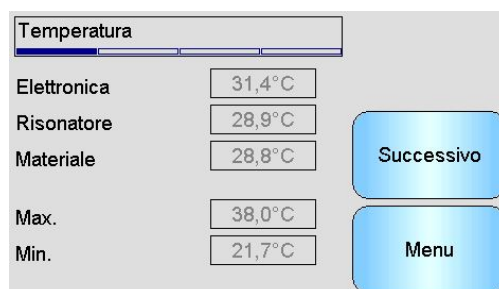 Temperatura
Elettronica 31,4°C
Risonatore 28,9°C
Materiale 28,8°C
Successivo
Max. 38,0°C
Min. 21,7°C
Menu